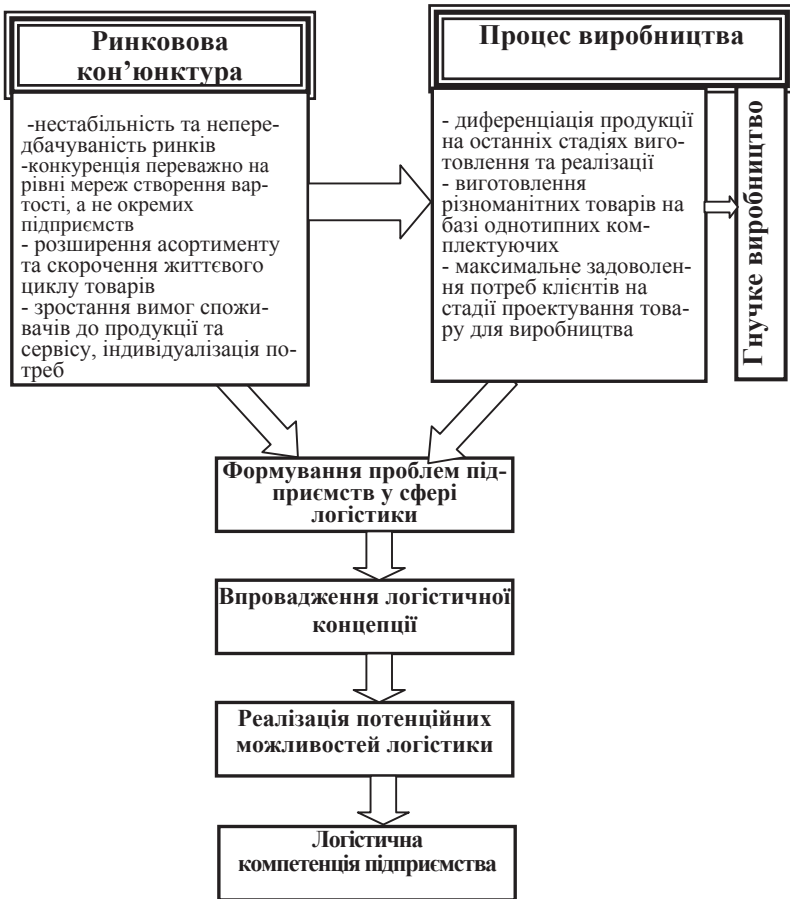 Ринковова
кон’юнктура
-нестабільність та непере-
дбачуваність ринків
-конкуренція переважно на
рівні мереж створення вар-
тості, а не окремих
підприємств
- розширення асортименту
та скорочення життєвого
циклу товарів
- зростання вимог спожи-
вачів до продукції та
сервісу, індивідуалізація по-
треб
Процес виробництва
- диференціація продукції
на останніх стадіях виго-
товлення та реалізації
- виготовлення
різноманітних товарів на
базі однотипних ком-
плектуючих
- максимальне задоволен-
ня потреб клієнтів на
стадії проектування това-
ру для виробництва
Гнучке виробництво
Формування проблем під-
приємств у сфері
логістики
Впровадження логістичної
концепції
Реалізація потенційних
можливостей логістики
Логістична
компетенція підприємства